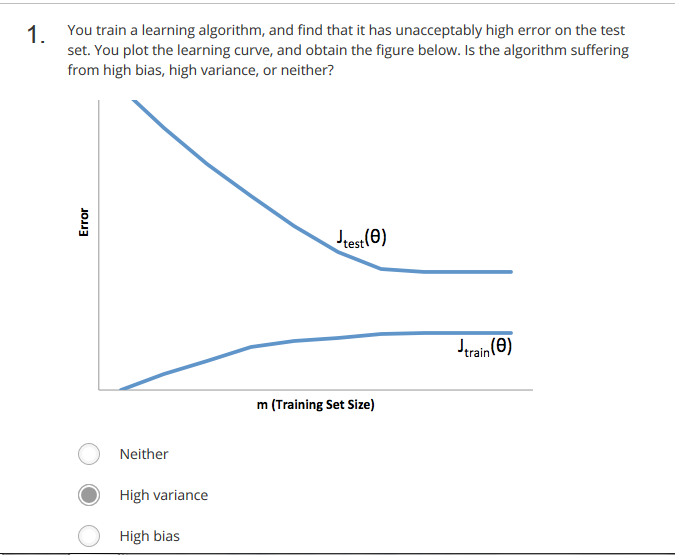 1. You train a learning algorithm, and find that it has unacceptably high error on the test
set. You plot the learning curve, and obtain the figure below. Is the algorithm suffering
from high bias, high variance, or neither?
Error
Jtest(θ)
Jtrain(θ)
m (Training Set Size)
Neither
High variance
High bias